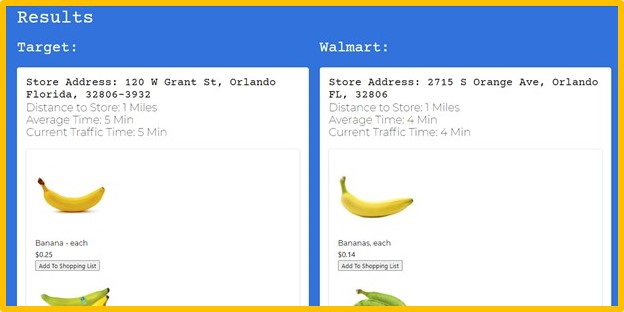 Results
Target:
Store Address: 120 W Grant St, Orlando
Florida, 32806-3932
Distance to Store: 1 Miles
Average Time: 5 Min
Current Traffic Time: 5 Min
Banana - each
$0.25
Add To Shopping List
Walmart:
Store Address: 2715 S Orange Ave, Orlando
FL, 32806
Distance to Store: 1 Miles
Average Time: 4 Min
Current Traffic Time: 4 Min
Bananas, each
$0.14
Add To Shopping List